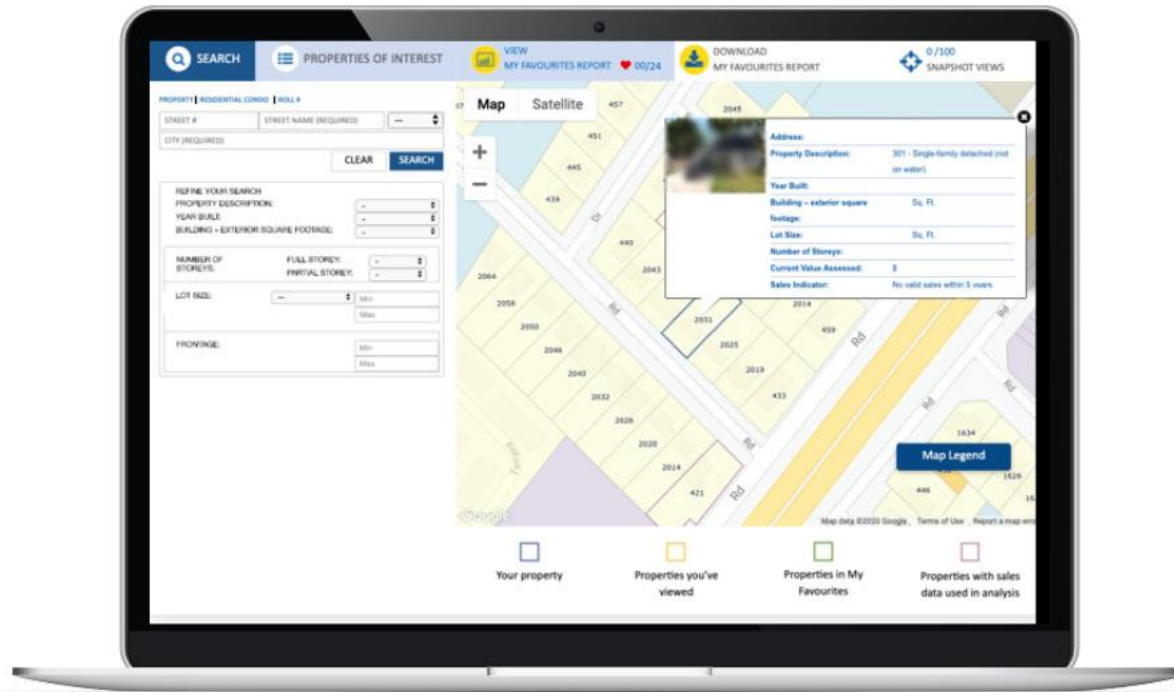 SEARCH
PROPERTIES OF INTEREST
VIEW
MY FAVOURITES REPORT 00/24
DOWNLOAD
MY FAVOURITES REPORT
0 /100
SNAPSHOT VIEWS
PROPERTY RESIDENTIAL CONDO ROLL #
STREET # STREET NAME (REQUIRED) ---
CITY (REQUIRED)
CLEAR SEARCH
REFINE YOUR SEARCH
PROPERTY DESCRIPTION: -
YEAR BUILT: -
BUILDING – EXTERIOR SQUARE FOOTAGE: -
NUMBER OF STOREYS:
FULL STOREY: -
PARTIAL STOREY: -
LOT SIZE: --- Min
Max
FRONTAGE: Min
Max
Map Satellite
+
−
457
2045
451
445
439
Dr
440
2043
2064
2058
2050
2046
2040
2032
2026
2020
2014
421
Rd
2031
2025
2019
433
2014
459
Rd
Rd
Rd
Rd
Rd
Rd
1634
446
1626
Address:
Property Description: 301 - Single-family detached (not
on water)
Year Built:
Building – exterior square Sq. Ft.
footage:
Lot Size: Sq. Ft.
Number of Storeys:
Current Value Assessed: $
Sales Indicator: No valid sales within 5 years
Map Legend
Google
Map data ©2020 Google Terms of Use Report a map
Your property
Properties you've
viewed
Properties in My
Favourites
Properties with sales
data used in analysis